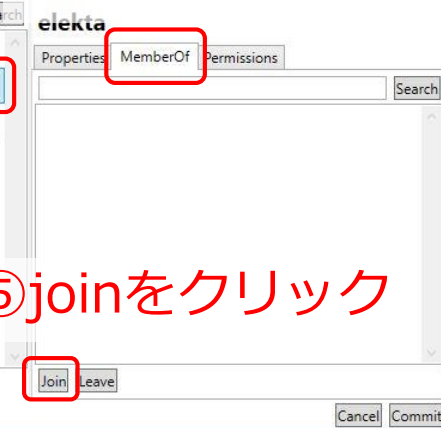 rch
elekta
Properties MemberOf Permissions
Search
⑤joinをクリック
Join Leave
Cancel Commit